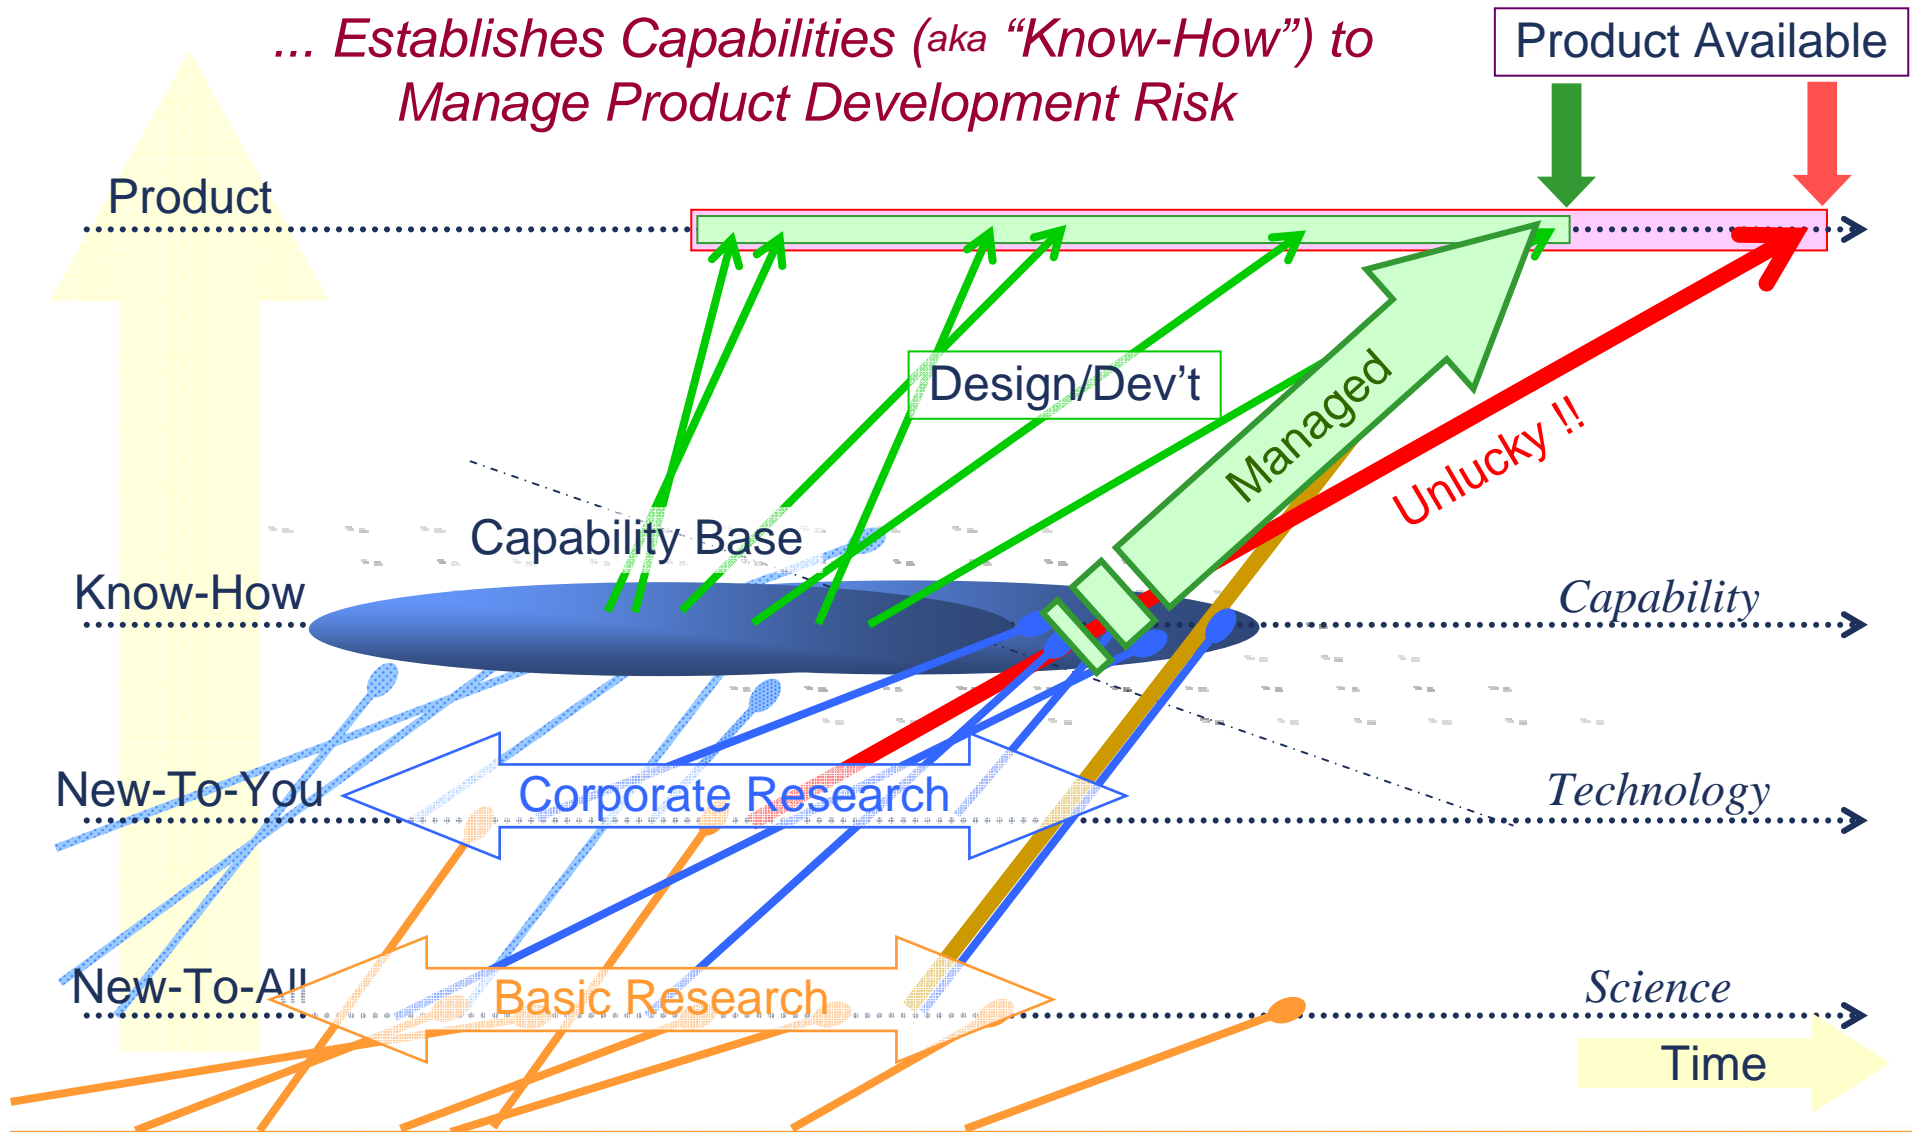 ... Establishes Capabilities (aka “Know-How”) to
Manage Product Development Risk
Product Available
Product
Design/Dev’t
Managed
Unlucky !!
Capability Base
Know-How
Capability
New-To-You
Corporate Research
Technology
New-To-All
Basic Research
Science
Time